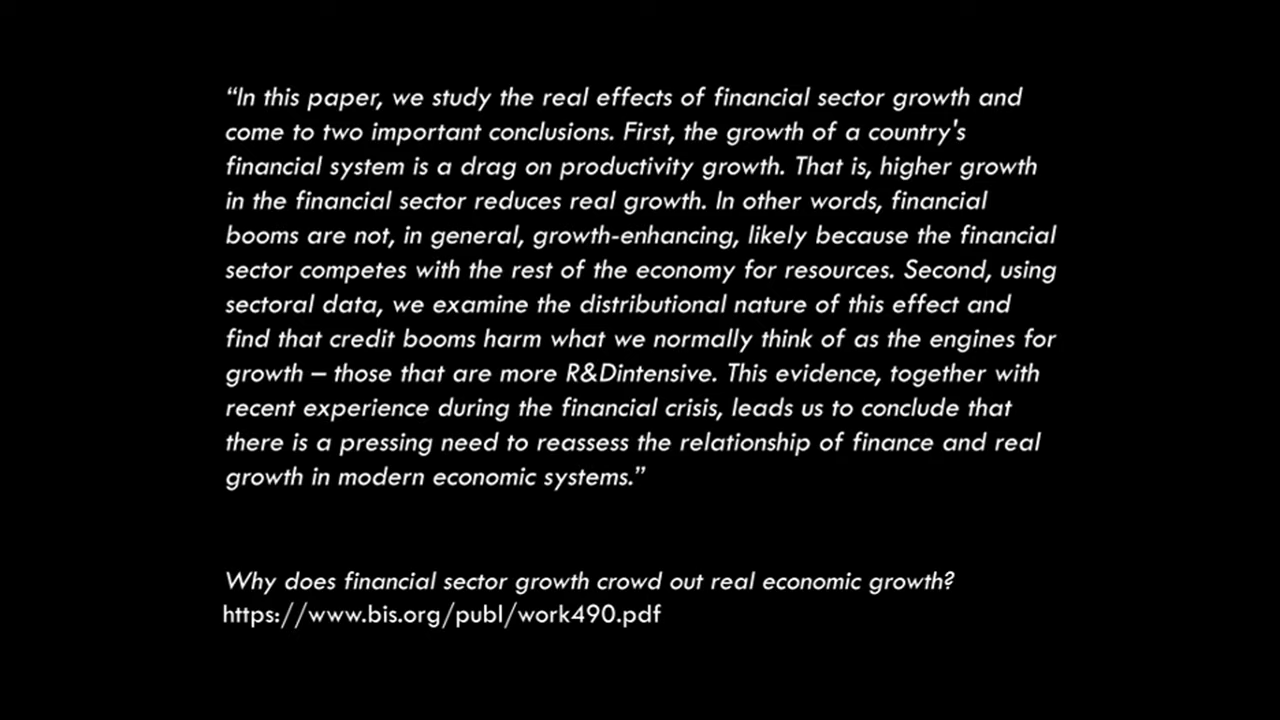 “In this paper, we study the real effects of financial sector growth and
come to two important conclusions. First, the growth of a country's
financial system is a drag on productivity growth. That is, higher growth
in the financial sector reduces real growth. In other words, financial
booms are not, in general, growth-enhancing, likely because the financial
sector competes with the rest of the economy for resources. Second, using
sectoral data, we examine the distributional nature of this effect and
find that credit booms harm what we normally think of as the engines for
growth – those that are more R&Dintensive. This evidence, together with
recent experience during the financial crisis, leads us to conclude that
there is a pressing need to reassess the relationship of finance and real
growth in modern economic systems.”
Why does financial sector growth crowd out real economic growth?
https://www.bis.org/publ/work490.pdf